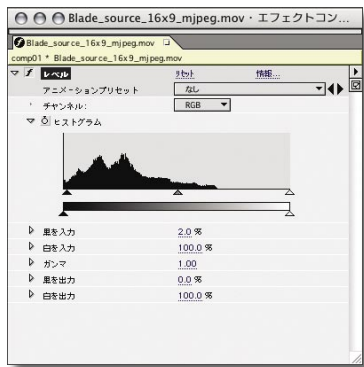 Blade_source_16x9_mjpeg.mov・エフェクトコン...
Blade_source_16x9_mjpeg.mov
comp01 * Blade_source_16x9_mjpeg.mov
レベル リセット 情報...
アニメーションプリセット なし
チャンネル: RGB
ヒストグラム
黒を入力 2.0 %
白を入力 100.0 %
ガンマ 1.00
黒を出力 0.0 %
白を出力 100.0 %